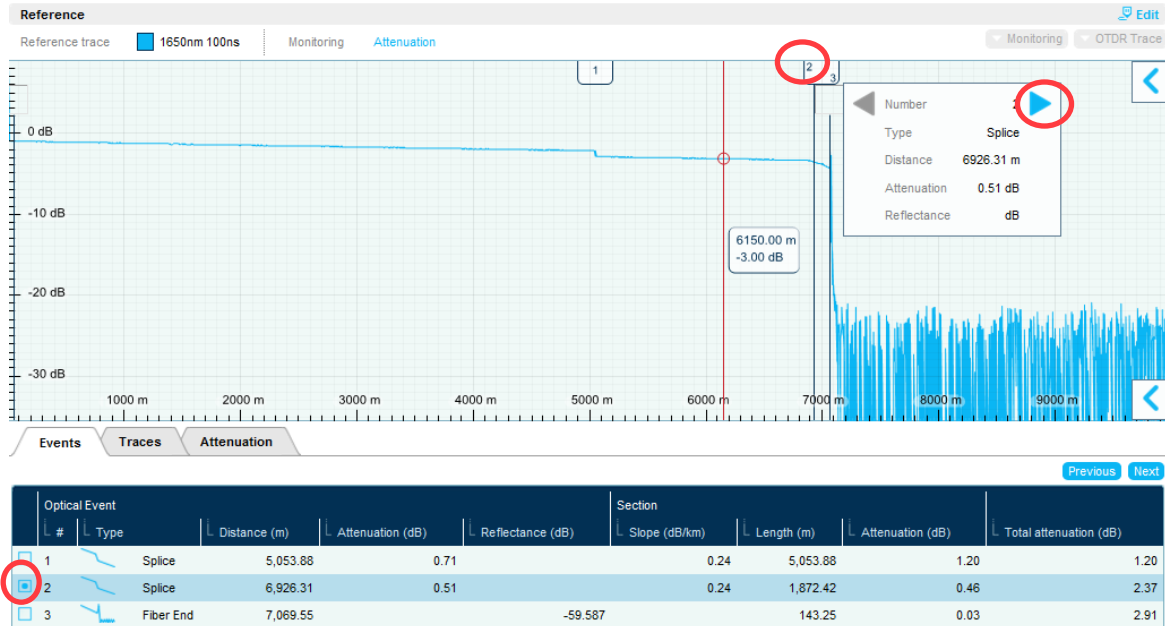 Reference
Edit
Reference trace 1650nm 100ns Monitoring Attenuation Monitoring OTDR Trace
1
2
3
Number 2
Type Splice
Distance 6926.31 m
Attenuation 0.51 dB
Reflectance dB
0 dB
-10 dB
-20 dB
-30 dB
6150.00 m
-3.00 dB
1000 m 2000 m 3000 m 4000 m 5000 m 6000 m 7000 m 8000 m 9000 m
Events Traces Attenuation
Previous Next
Optical Event Section
# Type Distance (m) Attenuation (dB) Reflectance (dB) Slope (dB/km) Length (m) Attenuation (dB) Total attenuation (dB)
1 Splice 5,053.88 0.71 0.24 5,053.88 1.20 1.20
2 Splice 6,926.31 0.51 0.24 1,872.42 0.46 2.37
3 Fiber End 7,069.55 -59.587 143.25 0.03 2.91